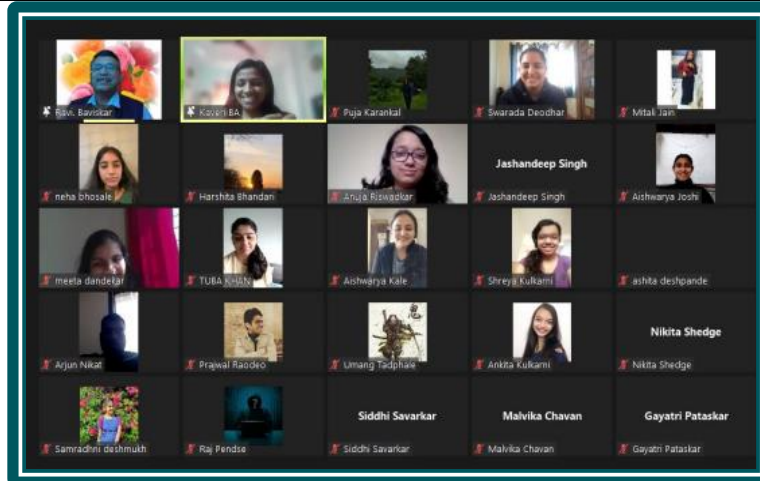 Ravi. Baviskar
Kaveri BA
Puja Karankal
Swarada Deodhar
Mitali Jain
neha bhosale
Harshita Bhandari
Anuja Riswadkar
Jashandeep Singh
Jashandeep Singh
Aishwarya Joshi
meeta dandekar
TUBA KHAN
Aishwarya Kale
Shreya Kulkarni
ashita deshpande
Arjun Nikat
Prajwal Raodeo
Umang Tadphale
Ankita Kulkarni
Nikita Shedge
Nikita Shedge
Samradhni deshmukh
Raj Pendse
Siddhi Savarkar
Siddhi Savarkar
Malvika Chavan
Malvika Chavan
Gayatri Pataskar
Gayatri Pataskar